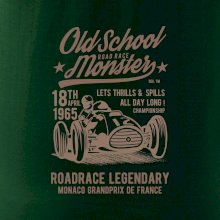 Old School
ROAD RACE
Monster
18TH
APRIL
1965
LETS THRILLS & SPILLS
ALL DAY LONG !
CHAMPIONSHIP
ROADRACE LEGENDARY
MONACO GRANDPRIX DE FRANCE